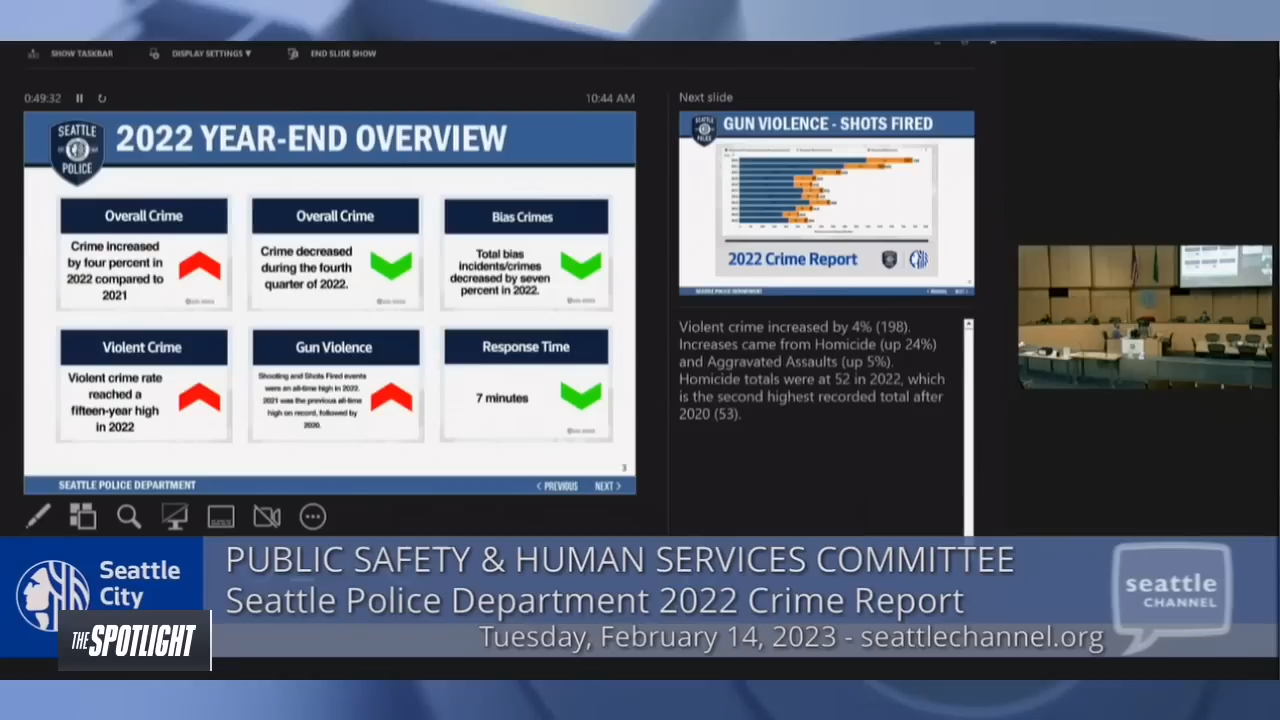 SHOW TASKBAR
DISPLAY SETTINGS ▼
END SLIDE SHOW
0:49:32
10:44 AM
SEATTLE
POLICE
2022 YEAR-END OVERVIEW
Overall Crime
Crime increased
by four percent in
2022 compared to
2021
Overall Crime
Crime decreased
during the fourth
quarter of 2022.
Bias Crimes
Total bias
incidents/crimes
decreased by seven
percent in 2022.
Violent Crime
Violent crime rate
reached a
fifteen-year high
in 2022
Gun Violence
Shooting and Shots Fired events
were an all-time high in 2022.
2021 was the previous all-time
high on record, followed by
2020.
Response Time
7 minutes
3
SEATTLE POLICE DEPARTMENT
< PREVIOUS
NEXT >
Next slide
SEATTLE
POLICE
GUN VIOLENCE - SHOTS FIRED
2022 Crime Report
SEATTLE POLICE DEPARTMENT
Violent crime increased by 4% (198).
Increases came from Homicide (up 24%)
and Aggravated Assaults (up 5%).
Homicide totals were at 52 in 2022, which
is the second highest recorded total after
2020 (53).
Seattle
City
THE SPOTLIGHT
PUBLIC SAFETY & HUMAN SERVICES COMMITTEE
Seattle Police Department 2022 Crime Report
Tuesday, February 14, 2023 - seattlechannel.org
seattle
CHANNEL